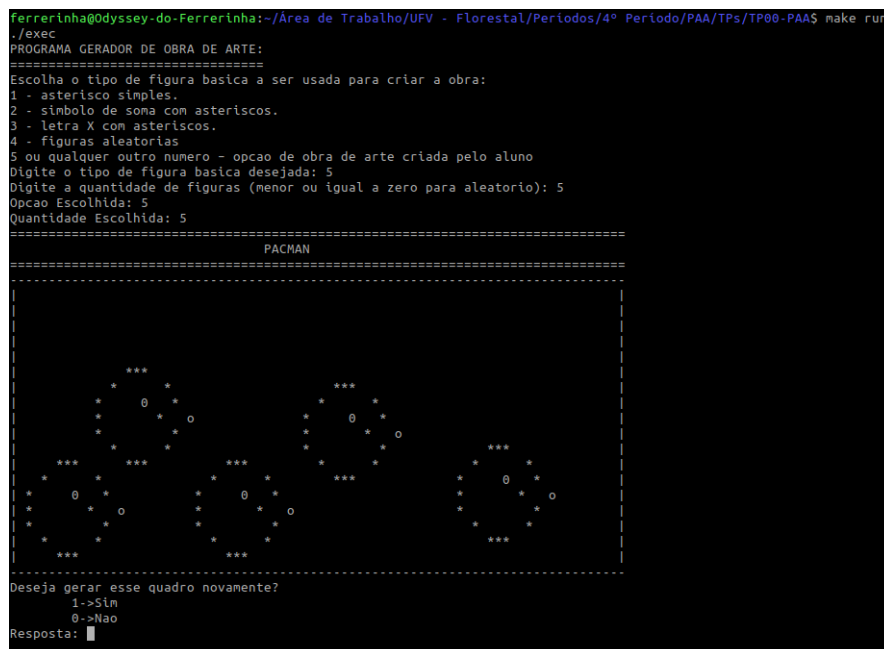 ferrerinha@Odyssey-do-Ferrerinha:~/Área de Trabalho/UFV - Florestal/Periodos/4º Periodo/PAA/TPs/TP00-PAA$ make run
./exec
PROGRAMA GERADOR DE OBRA DE ARTE:
=================================
Escolha o tipo de figura basica a ser usada para criar a obra:
1 - asterisco simples.
2 - simbolo de soma com asteriscos.
3 - letra X com asteriscos.
4 - figuras aleatorias
5 ou qualquer outro numero – opcao de obra de arte criada pelo aluno
Digite o tipo de figura basica desejada: 5
Digite a quantidade de figuras (menor ou igual a zero para aleatorio): 5
Opcao Escolhida: 5
Quantidade Escolhida: 5
================================================================================
                                 PACMAN
================================================================================
--------------------------------------------------------------------------------
|                                                                              |
|                                                                              |
|                                                                              |
|                                                                              |
|                                                                              |
|              ***                                                             |
|            *      *                     ***                                  |
|          *     0   *                  *      *                               |
|          *       *   o              *     0   *                              |
|          *         *                *       *   o                            |
|            *      *                 *         *             ***              |
|     ***      ***          ***         *      *            *      *           |
|   *      *              *      *        ***             *     0   *          |
| *     0   *           *     0   *                       *       *   o        |
| *       *   o         *       *   o                     *         *          |
| *         *           *         *                         *      *           |
|   *      *              *      *                            ***              |
|     ***                   ***                                                |
--------------------------------------------------------------------------------
Deseja gerar esse quadro novamente?
        1->Sim
        0->Nao
Resposta: